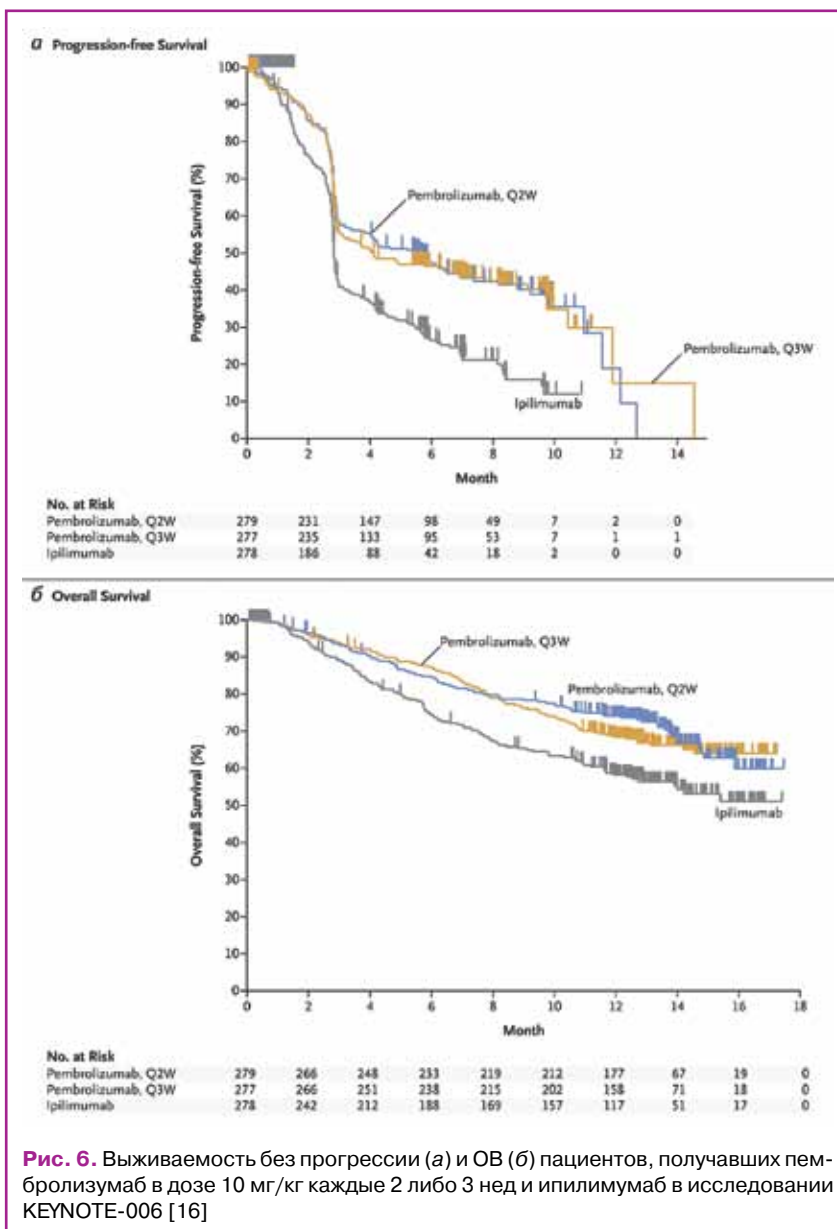 а Progression-free Survival
Progression-free Survival (%)
100
90
80
70
60
50
40
30
20
10
0
Pembrolizumab, Q2W
Pembrolizumab, Q3W
Ipilimumab
0 2 4 6 8 10 12 14
Month
No. at Risk
Pembrolizumab, Q2W 279 231 147 98 49 7 2 0
Pembrolizumab, Q3W 277 235 133 95 53 7 1 1
Ipilimumab 278 186 88 42 18 2 0 0
б Overall Survival
Overall Survival (%)
100
90
80
70
60
50
40
30
20
10
0
Pembrolizumab, Q3W
Pembrolizumab, Q2W
Ipilimumab
0 2 4 6 8 10 12 14 16 18
Month
No. at Risk
Pembrolizumab, Q2W 279 266 248 233 219 212 177 67 19 0
Pembrolizumab, Q3W 277 266 251 238 215 202 158 71 18 0
Ipilimumab 278 242 212 188 169 157 117 51 17 0
Рис. 6. Выживаемость без прогрессии (а) и ОВ (б) пациентов, получавших пем-
бролизумаб в дозе 10 мг/кг каждые 2 либо 3 нед и ипилимумаб в исследовании
KEYNOTE-006 [16]